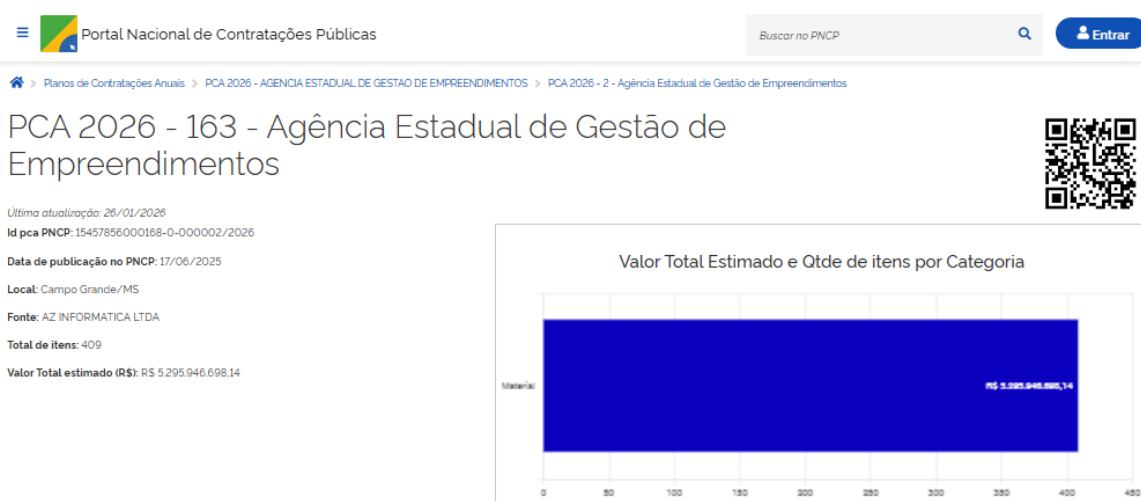 Portal Nacional de Contratações Públicas
Buscar no PNCP
Entrar
> Planos de Contratações Anuais > PCA 2026 - AGENCIA ESTADUAL DE GESTAO DE EMPREENDIMENTOS > PCA 2026 - 2 - Agência Estadual de Gestão de Empreendimentos
PCA 2026 - 163 - Agência Estadual de Gestão de
Empreendimentos
Última atualização: 26/01/2026
Id pca PNCP: 15457856000168-0-000002/2026
Data de publicação no PNCP: 17/06/2025
Local: Campo Grande/MS
Fonte: AZ INFORMATICA LTDA
Total de itens: 409
Valor Total estimado (R$): R$ 5.295.946.698,14
Valor Total Estimado e Qtde de itens por Categoria
Material
R$ 5.295.946.698,14
0 50 100 150 200 250 300 350 400 450